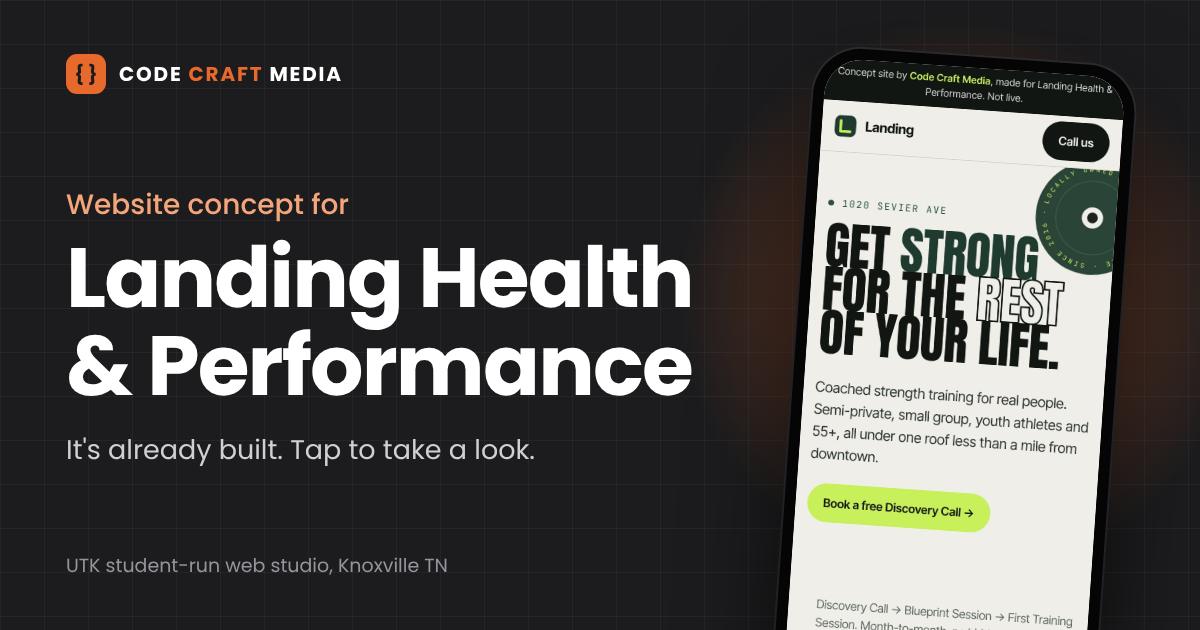 { } CODE CRAFT MEDIA
Website concept for
Landing Health
& Performance
It's already built. Tap to take a look.
UTK student-run web studio, Knoxville TN
Concept site by Code Craft Media, made for Landing Health &
Performance. Not live.
Landing
Call us
LOCALLY OWNED
SINCE 2016
1020 SEVIER AVE
GET STRONG
FOR THE REST
OF YOUR LIFE.
Coached strength training for real people.
Semi-private, small group, youth athletes and
55+, all under one roof less than a mile from
downtown.
Book a free Discovery Call →
Discovery Call → Blueprint Session → First Training
Session. Month-to-month